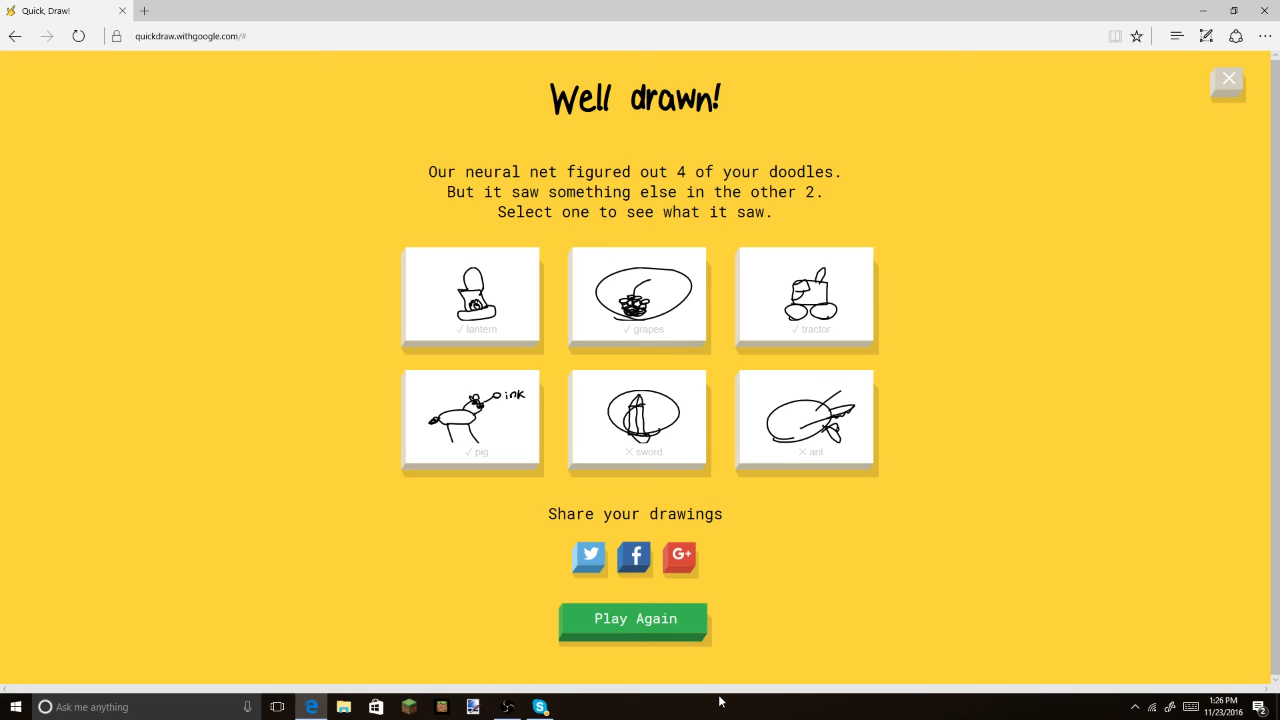 Quick, Draw!
quickdraw.withgoogle.com/#
Well drawn!
Our neural net figured out 4 of your doodles.
But it saw something else in the other 2.
Select one to see what it saw.
lantern
grapes
tractor
oink
pig
sword
ant
Share your drawings
G+
Play Again
Ask me anything
1:26 PM
11/23/2016
2